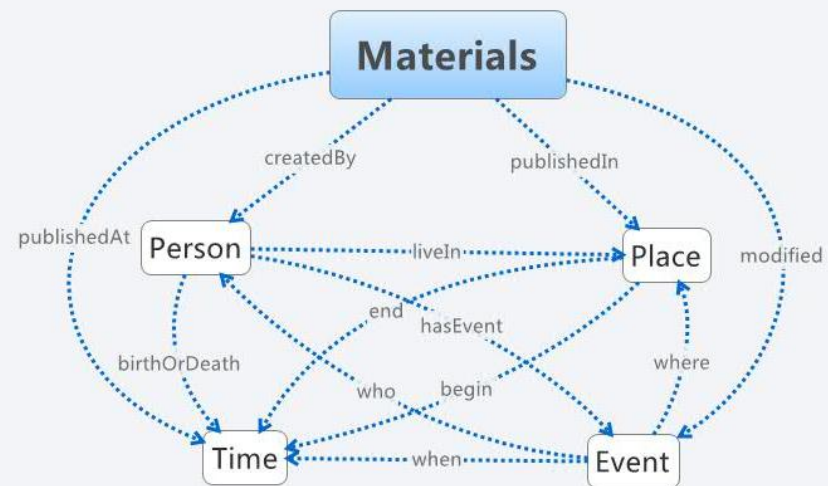 Materials
createdBy
publishedIn
publishedAt
Person
liveIn
Place
modified
end
hasEvent
birthOrDeath
who
begin
where
Time
when
Event